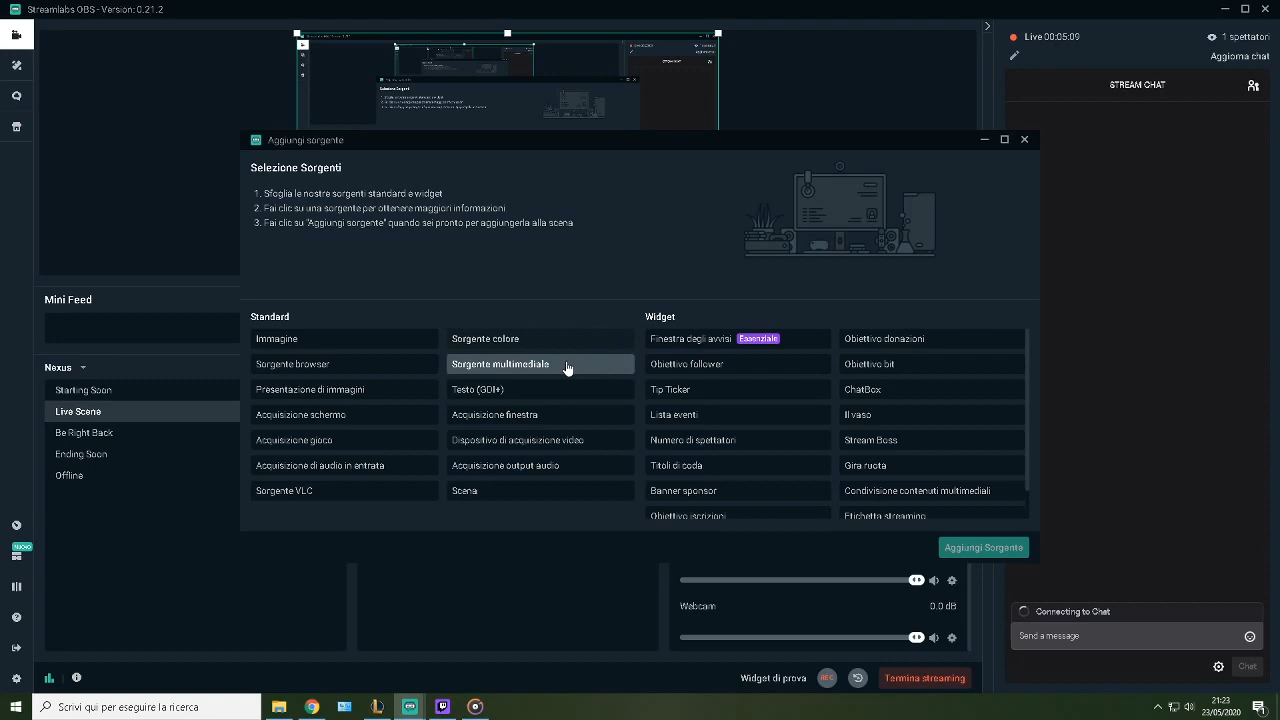 Streamlabs OBS - Version: 0.21.2
Live 00:05:09
1 spettatori
Aggiorna chat
STREAM CHAT
Aggiungi sorgente
Selezione Sorgenti
1. Sfoglia le nostre sorgenti standard e widget
2. Fai clic su una sorgente per ottenere maggiori informazioni
3. Fai clic su "Aggiungi sorgente" quando sei pronto per aggiungerla alla scena
Standard
Immagine
Sorgente colore
Sorgente browser
Sorgente multimediale
Presentazione di immagini
Testo (GDI+)
Acquisizione schermo
Acquisizione finestra
Acquisizione gioco
Dispositivo di acquisizione video
Acquisizione di audio in entrata
Acquisizione output audio
Sorgente VLC
Scena
Widget
Finestra degli avvisi Essenziale
Obiettivo donazioni
Obiettivo follower
Obiettivo bit
Tip Ticker
ChatBox
Lista eventi
Il vaso
Numero di spettatori
Stream Boss
Titoli di coda
Gira ruota
Banner sponsor
Condivisione contenuti multimediali
Obiettivo iscrizioni
Etichetta streaming
Aggiungi Sorgente
Mini Feed
Nexus
Starting Soon
Live Scene
Be Right Back
Ending Soon
Offline
Webcam
0.0 dB
Connecting to Chat
Send a message
Chat
Widget di prova
REC
Termina streaming
Scrivi qui per eseguire la ricerca
21:23
23/05/2020